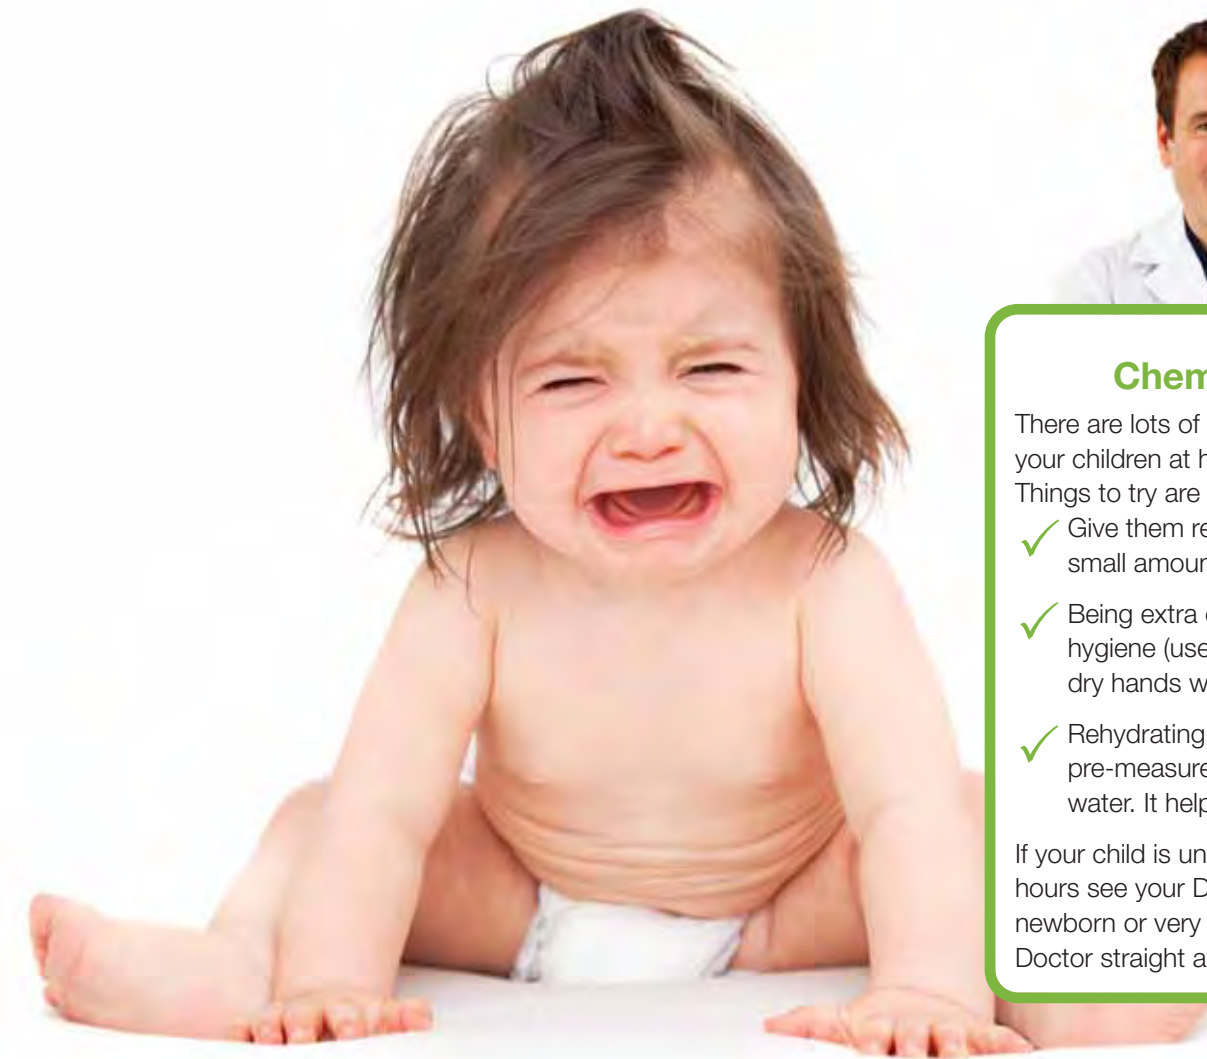 Chem
There are lots of
your children at h
Things to try are
Give them re
small amour
Being extra
hygiene (use
dry hands w
Rehydrating
pre-measure
water. It help
If your child is un
hours see your D
newborn or very
Doctor straight a